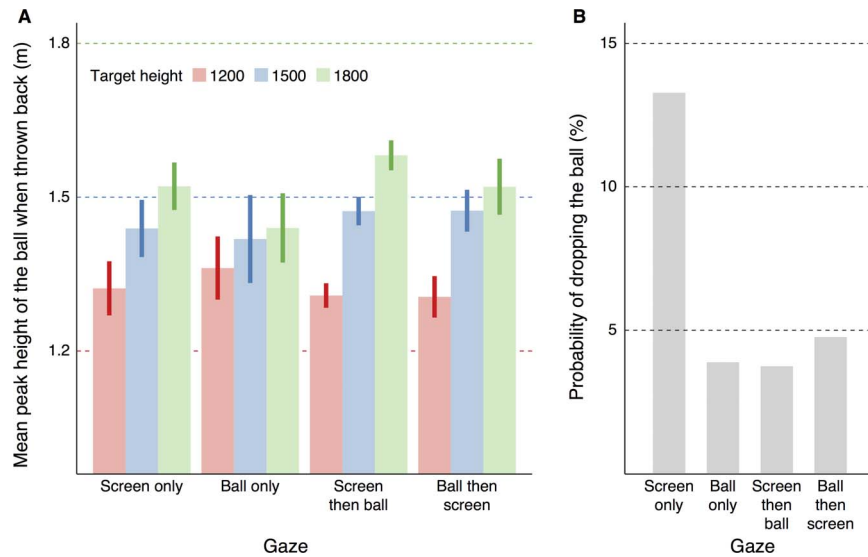 A
Mean peak height of the ball when thrown back (m)
1.8
1.5
1.2
Target height 1200 1500 1800
Screen only
Ball only
Screen
then ball
Ball then
screen
Gaze
B
Probability of dropping the ball (%)
15
10
5
Screen
only
Ball
only
Screen
then
ball
Ball
then
screen
Gaze